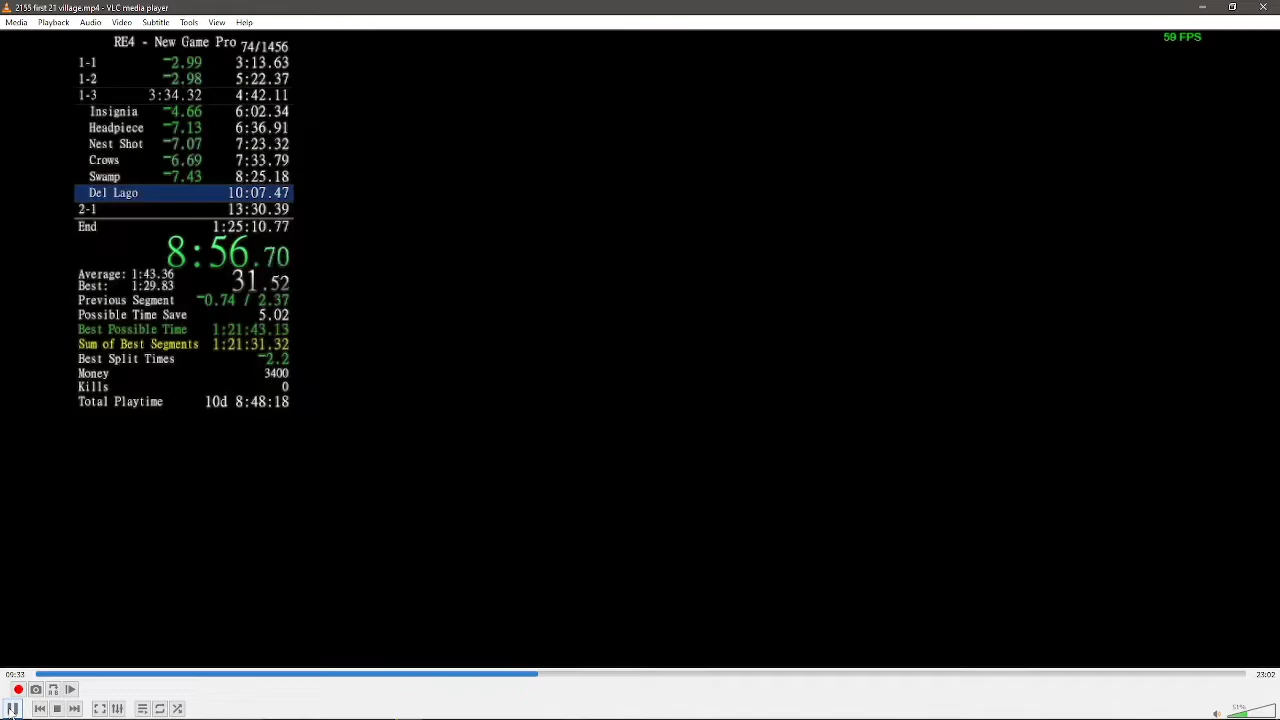 2155 first 21 village.mp4 - VLC media player
Media Playback Audio Video Subtitle Tools View Help
59 FPS
RE4 - New Game Pro 74/1456
1-1 -2.99 3:13.63
1-2 -2.98 5:22.37
1-3 3:34.32 4:42.11
Insignia -4.66 6:02.34
Headpiece -7.13 6:36.91
Nest Shot -7.07 7:23.32
Crows -6.69 7:33.79
Swamp -7.43 8:25.18
Del Lago 10:07.47
2-1 13:30.39
End 1:25:10.77
8:56.70
Average: 1:43.36 31.52
Best: 1:29.83
Previous Segment -0.74 / 2.37
Possible Time Save 5.02
Best Possible Time 1:21:43.13
Sum of Best Segments 1:21:31.32
Best Split Times -2.2
Money 3400
Kills 0
Total Playtime 10d 8:48:18
09:33 23:02
51%